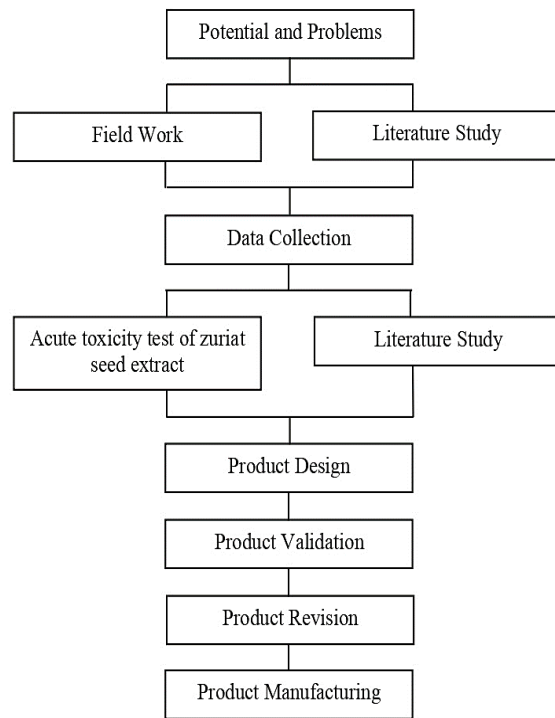 Potential and Problems
Field Work
Literature Study
Data Collection
Acute toxicity test of zuriat
seed extract
Literature Study
Product Design
Product Validation
Product Revision
Product Manufacturing